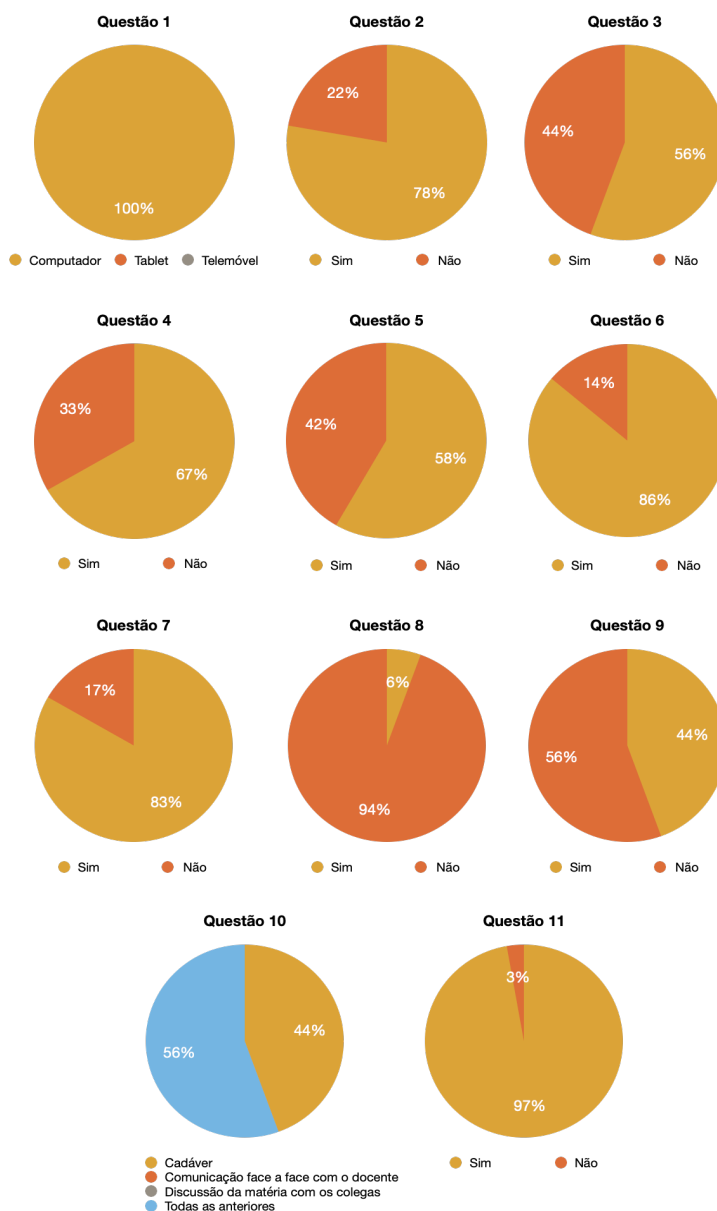 Questão 1
100%
Computador Tablet Telemóvel
Questão 2
22%
78%
Sim Não
Questão 3
44%
56%
Sim Não
Questão 4
33%
67%
Sim Não
Questão 5
42%
58%
Sim Não
Questão 6
14%
86%
Sim Não
Questão 7
17%
83%
Sim Não
Questão 8
6%
94%
Sim Não
Questão 9
44%
56%
Sim Não
Questão 10
44%
56%
Cadáver
Comunicação face a face com o docente
Discussão da matéria com os colegas
Todas as anteriores
Questão 11
3%
97%
Sim Não